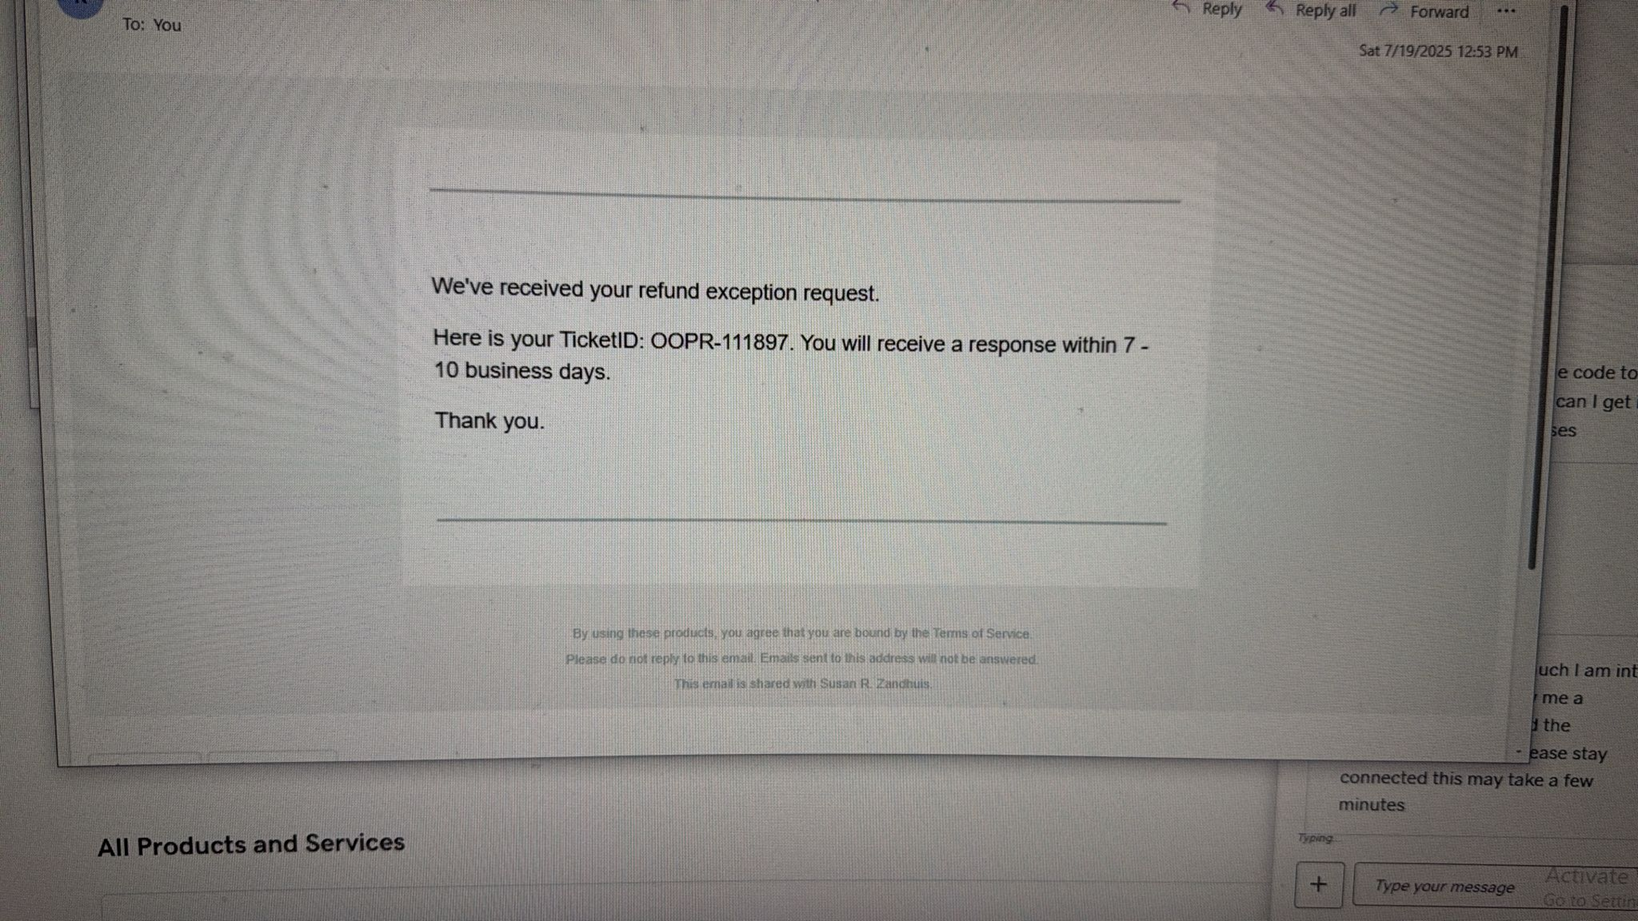 To: You
Reply
Reply all
Forward
Sat 7/19/2025 12:53 PM
We've received your refund exception request.
Here is your TicketID: OOPR-111897. You will receive a response within 7 -
10 business days.
Thank you.
By using these products, you agree that you are bound by the Terms of Service.
Please do not reply to this email. Emails sent to this address will not be answered.
This email is shared with Susan R. Zandhuis.
e code to
can I get
ses
uch I am int
me a
the
ease stay
connected this may take a few
minutes
Typing...
All Products and Services
+
Type your message
Activate
Go to Settin